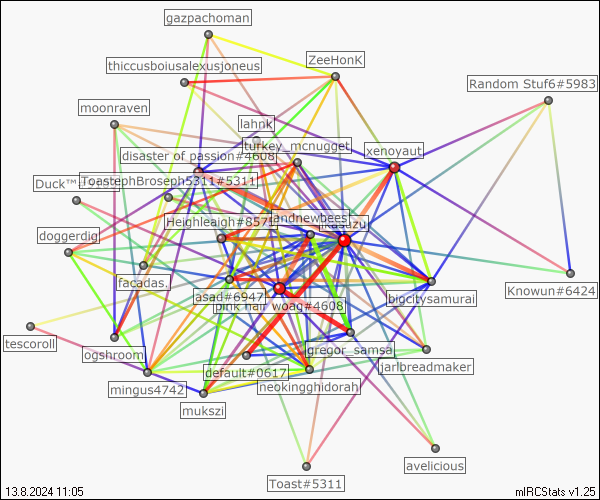 gazpachoman
ZeeHonK
thiccusboiusalexusjoneus
Random Stuf6#5983
moonraven
lahnk
turkey_mcnugget
xenoyaut
disaster of passion#4608
Duck™
ToastephBroseph5311#5311
Heighleaigh#857
andnewbees
doggerdig
facadas.
asad#6947
pink hair woag#4608
bigcitysamurai
Knowun#6424
tescoroll
ogshroom
gregor_samsa
default#0617
jarlbreadmaker
mingus4742
neokingghidorah
mukszi
avelicious
Toast#5311
13.8.2024 11:05
mIRCStats v1.25